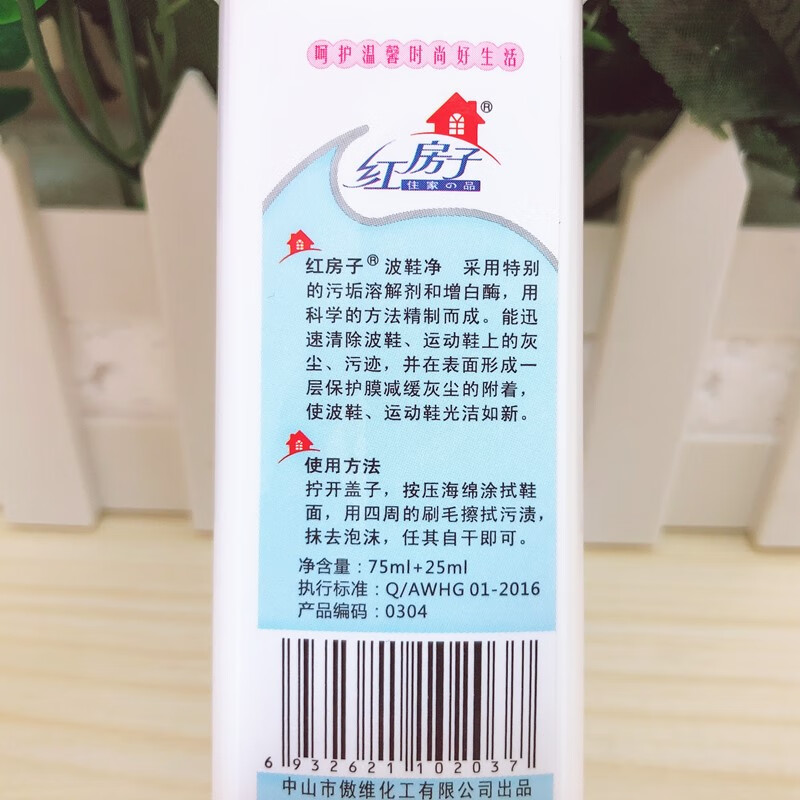 呵护温馨时尚好生活
®
红房子
住家の品
红房子® 波鞋净 采用特别
的污垢溶解剂和增白酶，用
科学的方法精制而成。能迅
速清除波鞋、运动鞋上的灰
尘、污迹，并在表面形成一
层保护膜减缓灰尘的附着，
使波鞋、运动鞋光洁如新。
使用方法
拧开盖子，按压海绵涂拭鞋
面，用四周的刷毛擦拭污渍，
抹去泡沫，任其自干即可。
净含量：75ml+25ml
执行标准：Q/AWHG 01-2016
产品编码：0304
6 932621 102037
中山市傲维化工有限公司出品